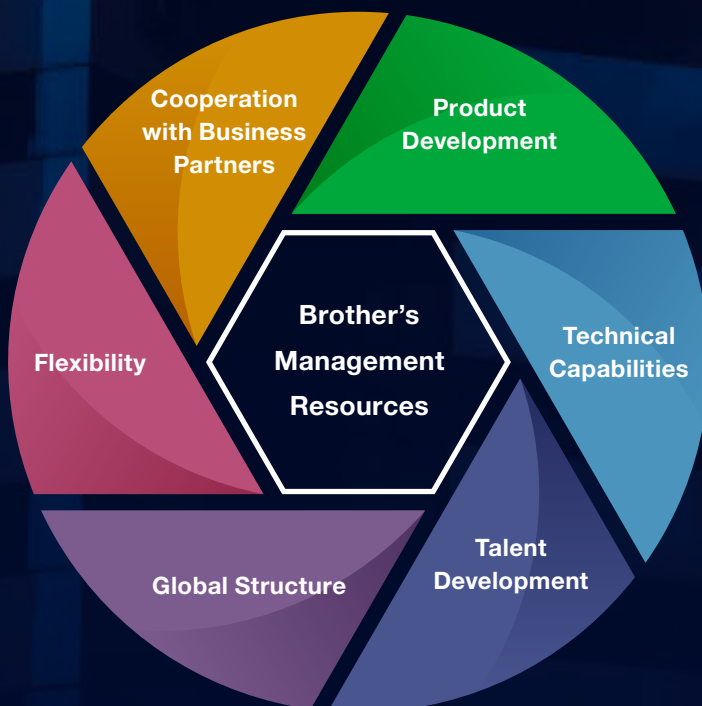 Cooperation
with Business
Partners
Product
Development
Brother’s
Management
Resources
Technical
Capabilities
Flexibility
Talent
Development
Global Structure